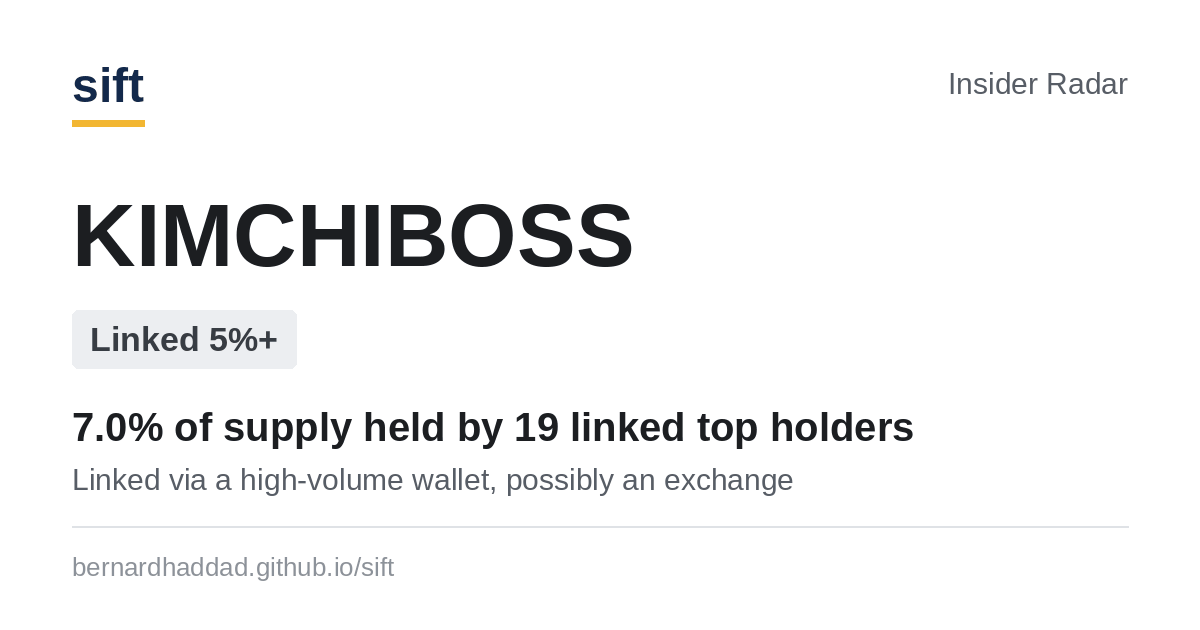 sift
Insider Radar
KIMCHIBOSS
Linked 5%+
7.0% of supply held by 19 linked top holders
Linked via a high-volume wallet, possibly an exchange
bernardhaddad.github.io/sift